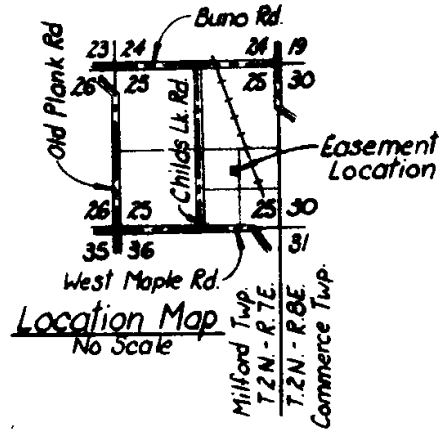 Buno Rd.
23 24 24 19
26 25 25 30
Old Plank Rd
Childs Lk. Rd.
Easement
Location
26 25 25 30
35 36 31
West Maple Rd.
Location Map
No Scale
Milford Twp.
T.2N.-R.7E.
T.2N.-R.8E.
Commerce Twp.